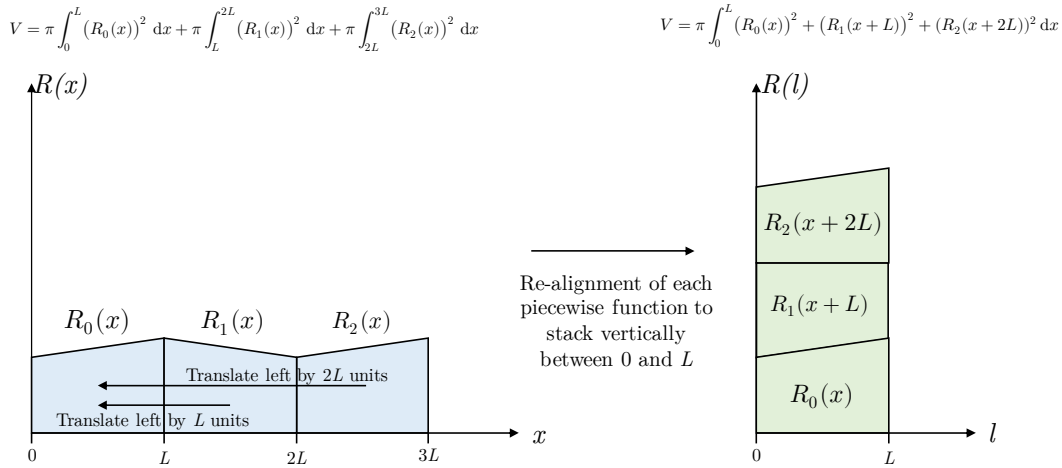 V = π ∫_0^L (R_0(x))^2 dx + π ∫_L^{2L} (R_1(x))^2 dx + π ∫_{2L}^{3L} (R_2(x))^2 dx
V = π ∫_0^L (R_0(x))^2 + (R_1(x + L))^2 + (R_2(x + 2L))^2 dx
R(x)
R_0(x)
R_1(x)
R_2(x)
Translate left by 2L units
Translate left by L units
x
0
L
2L
3L
Re-alignment of each
piecewise function to
stack vertically
between 0 and L
R(l)
R_2(x + 2L)
R_1(x + L)
R_0(x)
l
0
L